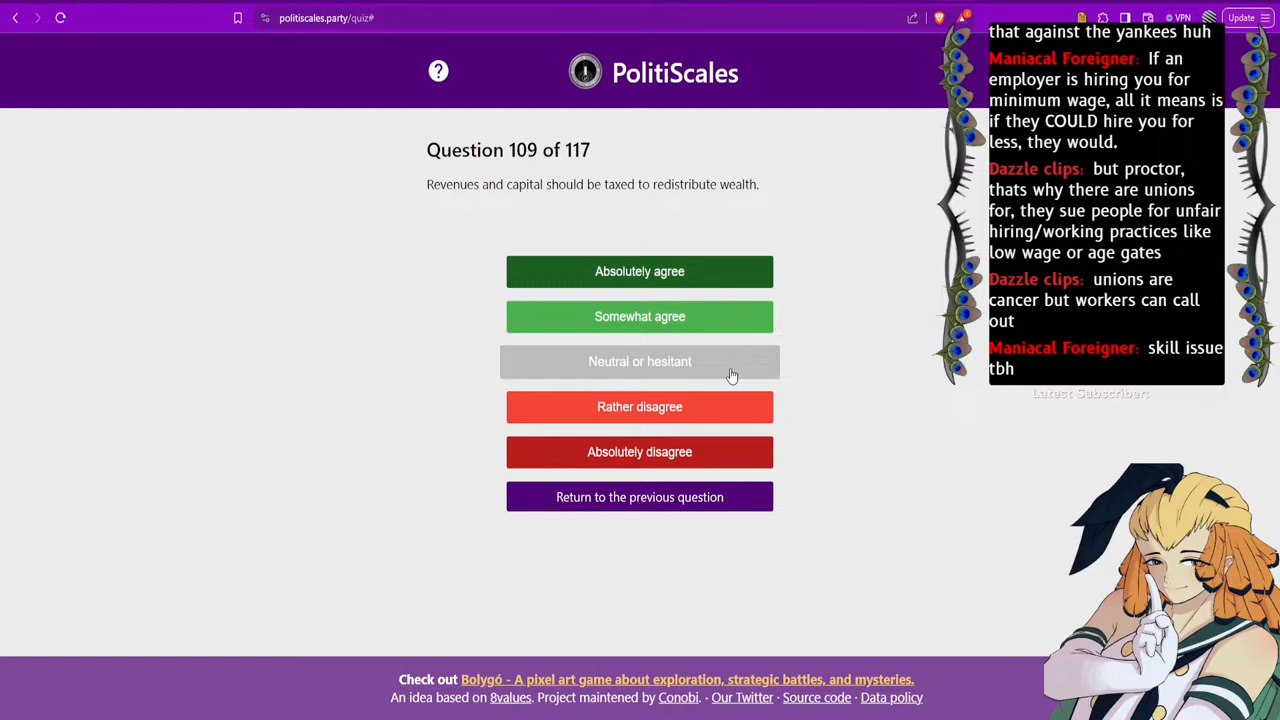 politiscales.party/quiz#
VPN
Update
PolitiScales
Question 109 of 117
Revenues and capital should be taxed to redistribute wealth.
Absolutely agree
Somewhat agree
Neutral or hesitant
Rather disagree
Absolutely disagree
Return to the previous question
that against the yankees huh
Maniacal Foreigner: If an
employer is hiring you for
minimum wage, all it means is
if they COULD hire you for
less, they would.
Dazzle clips: but proctor,
thats why there are unions
for, they sue people for unfair
hiring/working practices like
low wage or age gates
Dazzle clips: unions are
cancer but workers can call
out
Maniacal Foreigner: skill issue
tbh
Latest Subscriber:
Check out Bolygó - A pixel art game about exploration, strategic battles, and mysteries.
An idea based on 8values. Project maintened by Conobi. · Our Twitter · Source code · Data policy